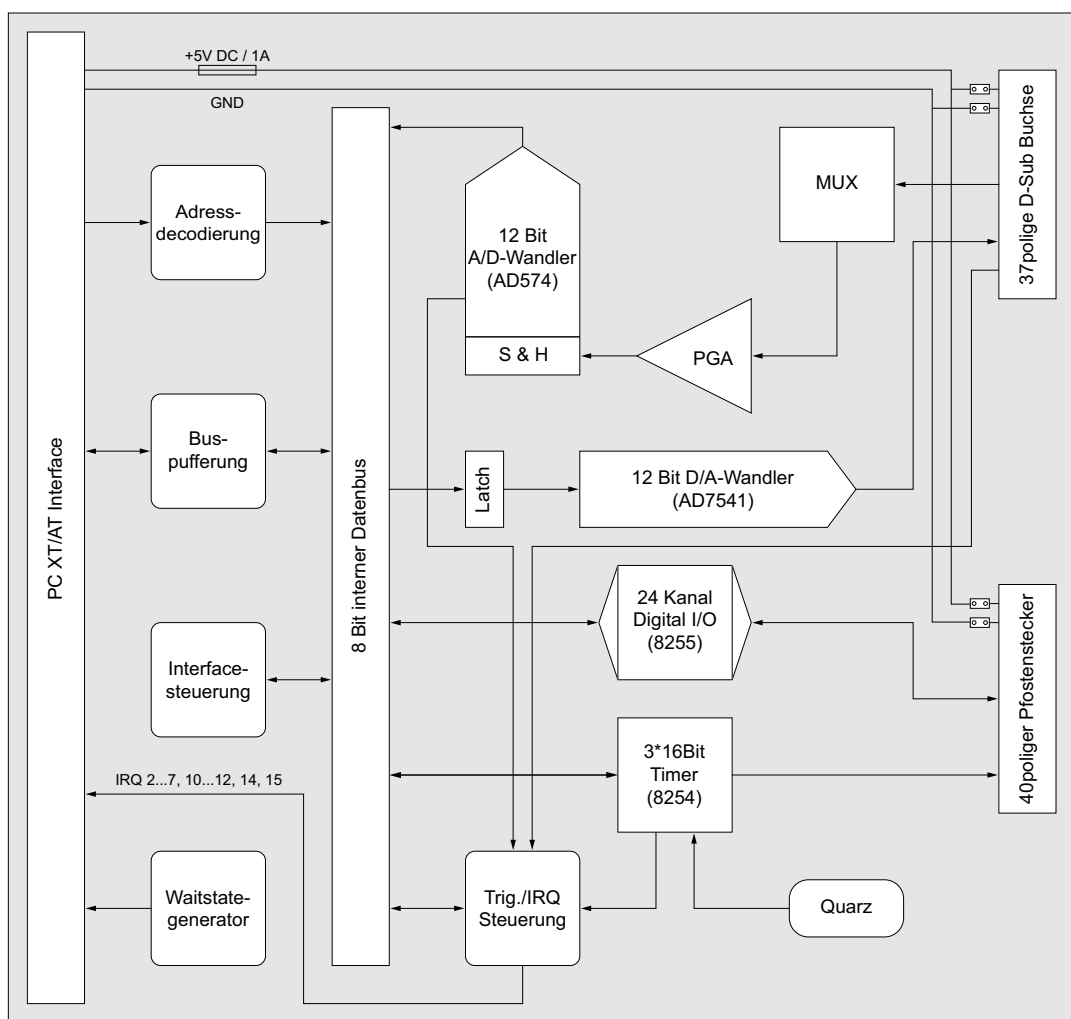 +5V DC / 1A
GND
PC XT/AT Interface
Adress-
decodierung
Bus-
pufferung
Interface-
steuerung
IRQ 2...7, 10...12, 14, 15
Waitstate-
generator
8 Bit interner Datenbus
12 Bit
A/D-Wandler
(AD574)
S & H
PGA
MUX
37polige D-Sub Buchse
Latch
12 Bit D/A-Wandler
(AD7541)
24 Kanal
Digital I/O
(8255)
3*16Bit
Timer
(8254)
40poliger Pfostenstecker
Trig./IRQ
Steuerung
Quarz